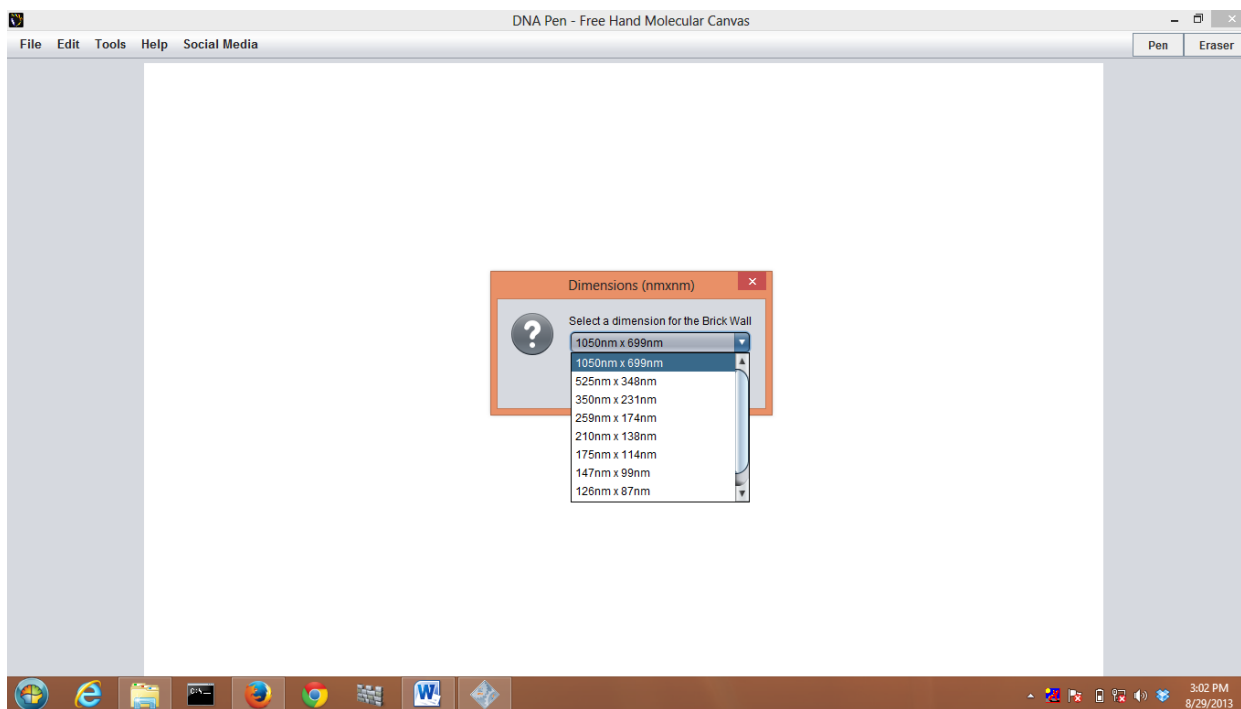 DNA Pen - Free Hand Molecular Canvas
File Edit Tools Help Social Media Pen Eraser
Dimensions (nmxnm)
Select a dimension for the Brick Wall
1050nm x 699nm
1050nm x 699nm
525nm x 348nm
350nm x 231nm
259nm x 174nm
210nm x 138nm
175nm x 114nm
147nm x 99nm
126nm x 87nm
3:02 PM
8/29/2013